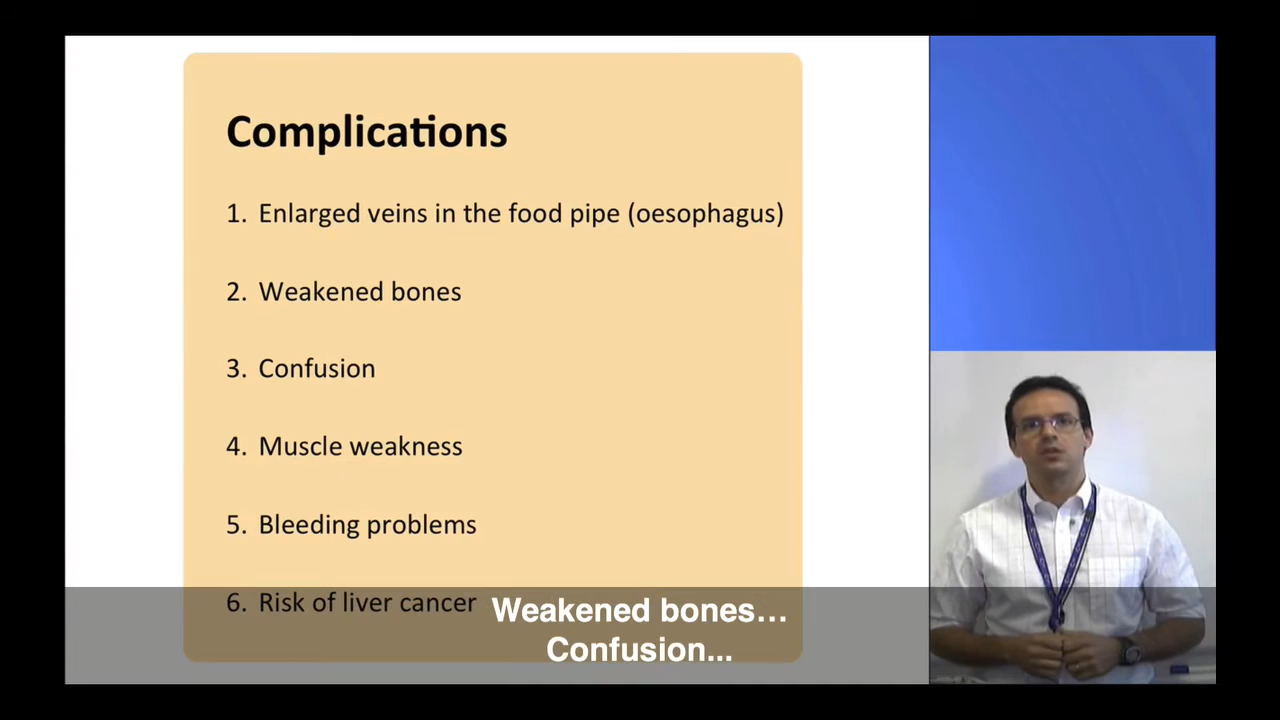 Complications
1. Enlarged veins in the food pipe (oesophagus)
2. Weakened bones
3. Confusion
4. Muscle weakness
5. Bleeding problems
6. Risk of liver cancer
Weakened bones…
Confusion...